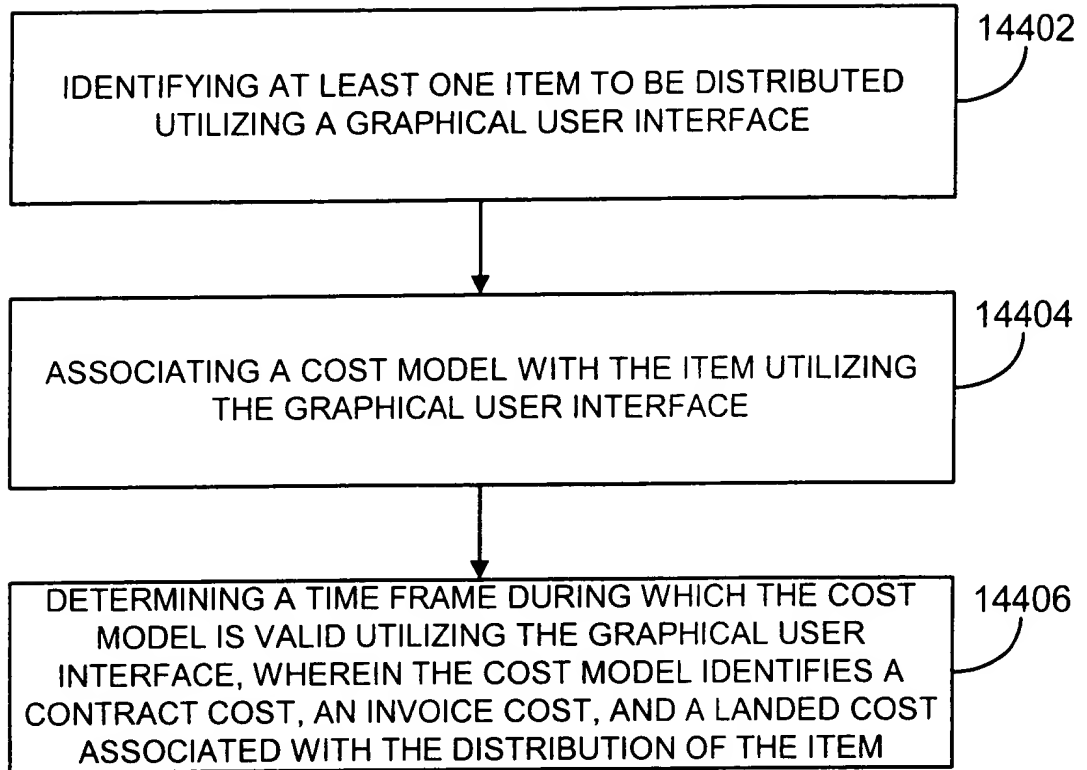 14402
IDENTIFYING AT LEAST ONE ITEM TO BE DISTRIBUTED
UTILIZING A GRAPHICAL USER INTERFACE
14404
ASSOCIATING A COST MODEL WITH THE ITEM UTILIZING
THE GRAPHICAL USER INTERFACE
14406
DETERMINING A TIME FRAME DURING WHICH THE COST
MODEL IS VALID UTILIZING THE GRAPHICAL USER
INTERFACE, WHEREIN THE COST MODEL IDENTIFIES A
CONTRACT COST, AN INVOICE COST, AND A LANDED COST
ASSOCIATED WITH THE DISTRIBUTION OF THE ITEM